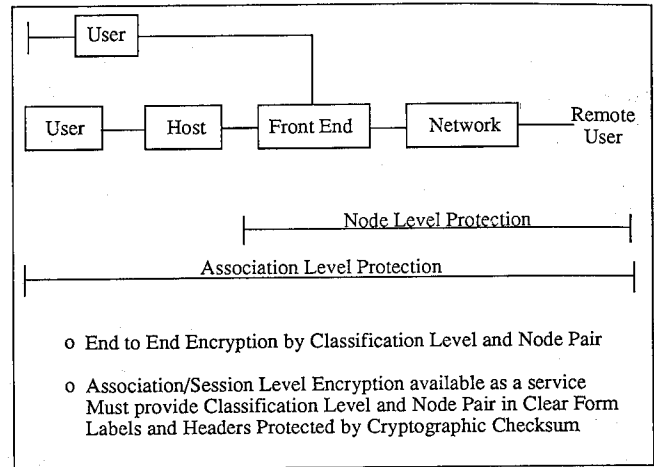 User
User
Host
Front End
Network
Remote
User
Node Level Protection
Association Level Protection
o End to End Encryption by Classification Level and Node Pair
o Association/Session Level Encryption available as a service
Must provide Classification Level and Node Pair in Clear Form
Labels and Headers Protected by Cryptographic Checksum